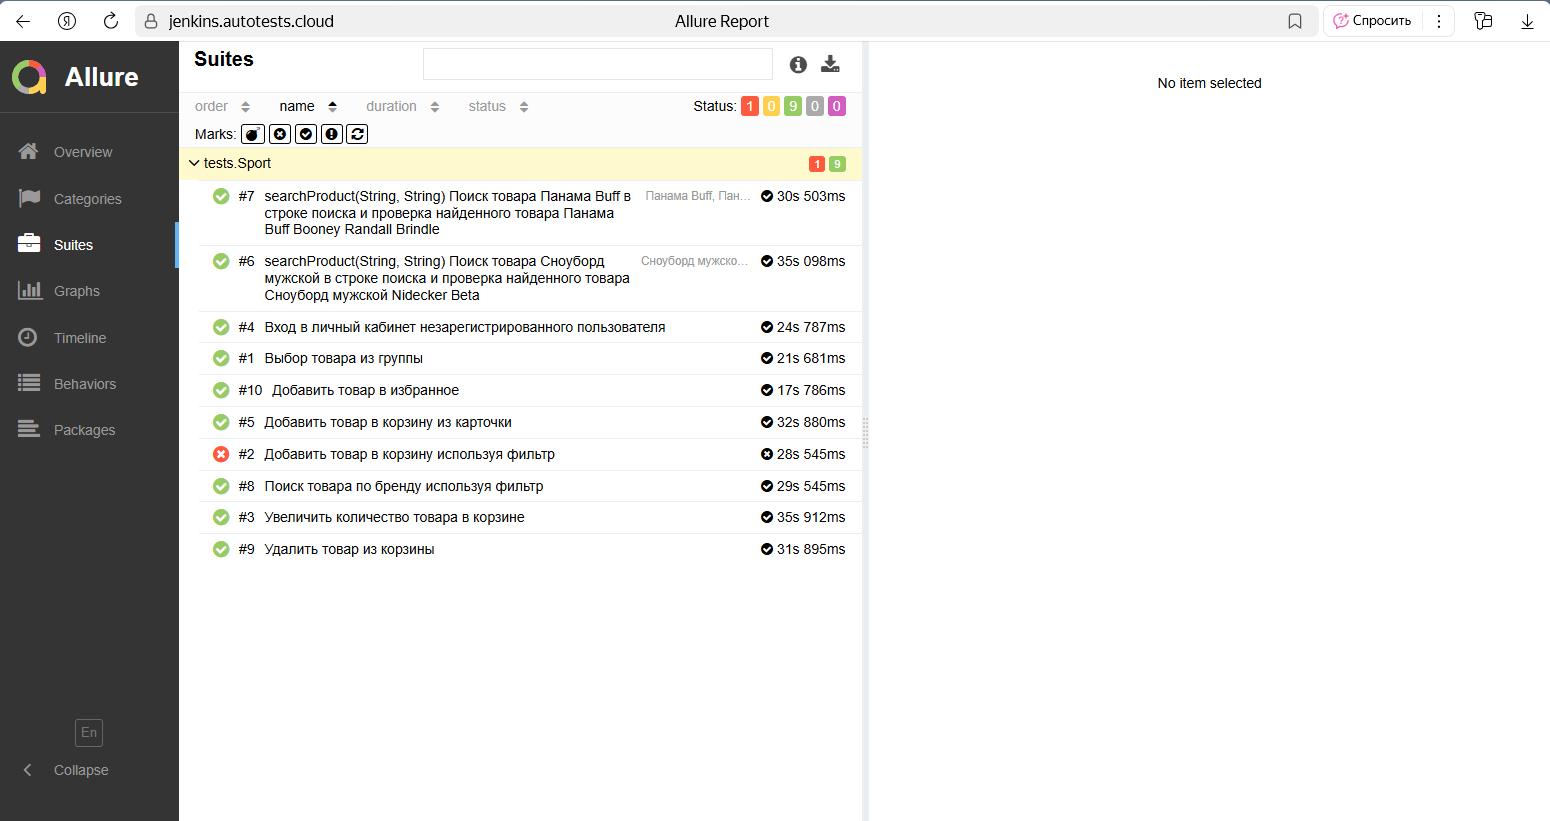 jenkins.autotests.cloud
Allure Report
Спросить
Allure
Overview
Categories
Suites
Graphs
Timeline
Behaviors
Packages
En
Collapse
Suites
order name duration status
Status: 1 0 9 0 0
Marks:
tests.Sport 1 9
#7 searchProduct(String, String) Поиск товара Панама Buff в Панама Buff, Пан... 30s 503ms
строке поиска и проверка найденного товара Панама
Buff Booney Randall Brindle
#6 searchProduct(String, String) Поиск товара Сноуборд Сноуборд мужско... 35s 098ms
мужской в строке поиска и проверка найденного товара
Сноуборд мужской Nidecker Beta
#4 Вход в личный кабинет незарегистрированного пользователя 24s 787ms
#1 Выбор товара из группы 21s 681ms
#10 Добавить товар в избранное 17s 786ms
#5 Добавить товар в корзину из карточки 32s 880ms
#2 Добавить товар в корзину используя фильтр 28s 545ms
#8 Поиск товара по бренду используя фильтр 29s 545ms
#3 Увеличить количество товара в корзине 35s 912ms
#9 Удалить товар из корзины 31s 895ms
No item selected